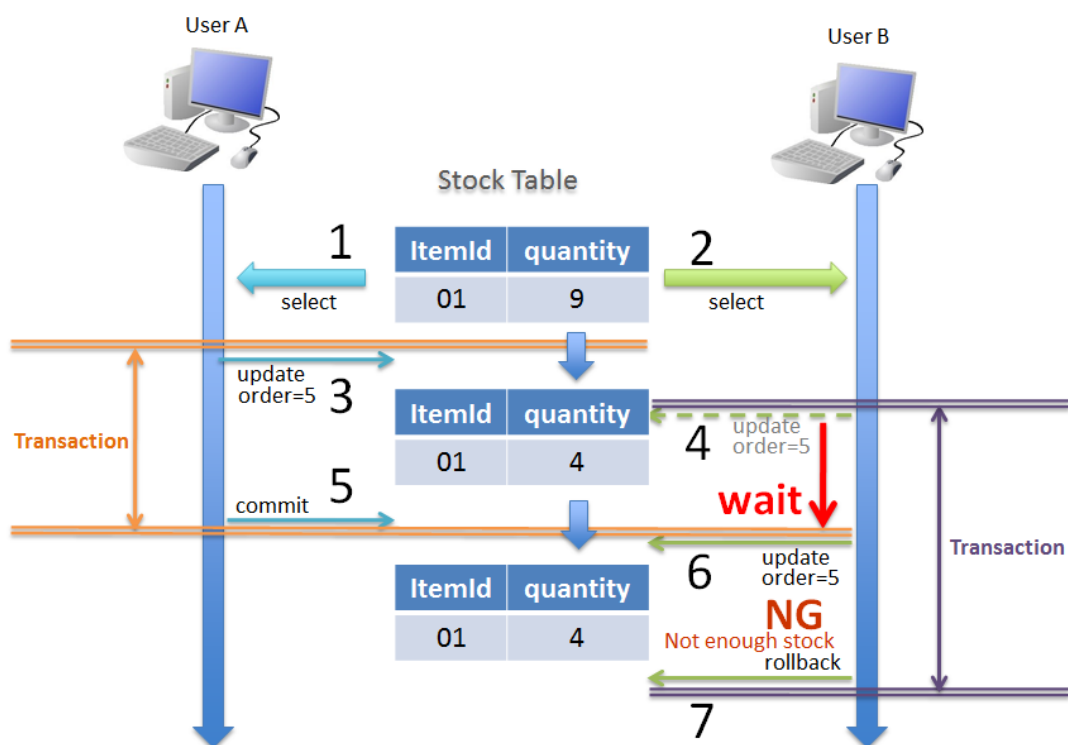 User A
User B
Stock Table
1
2
ItemId quantity
01 9
select
select
update
order=5
3
ItemId quantity
01 4
4
update
order=5
Transaction
5
commit
wait
Transaction
6
update
order=5
ItemId quantity
01 4
NG
Not enough stock
rollback
7